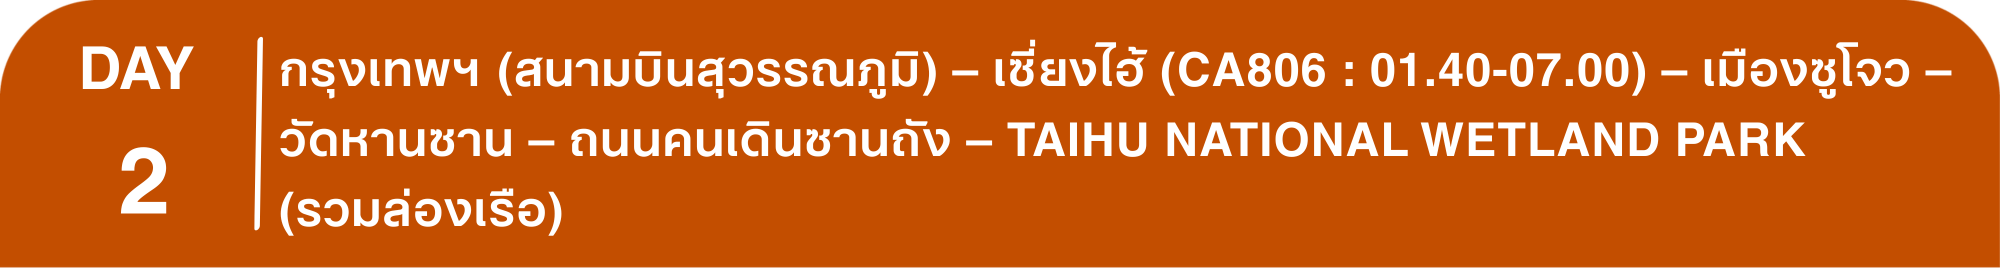 DAY
2
กรุงเทพฯ (สนามบินสุวรรณภูมิ) – เซี่ยงไฮ้ (CA806 : 01.40-07.00) – เมืองซูโจว –
วัดหานซาน – ถนนคนเดินซานถัง – TAIHU NATIONAL WETLAND PARK
(รวมล่องเรือ)